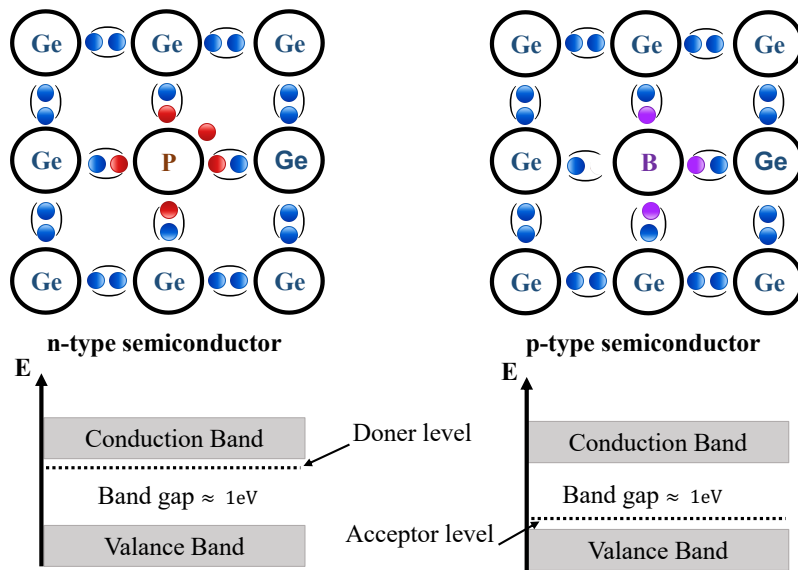 Ge Ge Ge
Ge P Ge
Ge Ge Ge
n-type semiconductor
E
Conduction Band
Doner level
Band gap ≈ 1eV
Valance Band
Ge Ge Ge
Ge B Ge
Ge Ge Ge
p-type semiconductor
E
Conduction Band
Band gap ≈ 1eV
Acceptor level
Valance Band